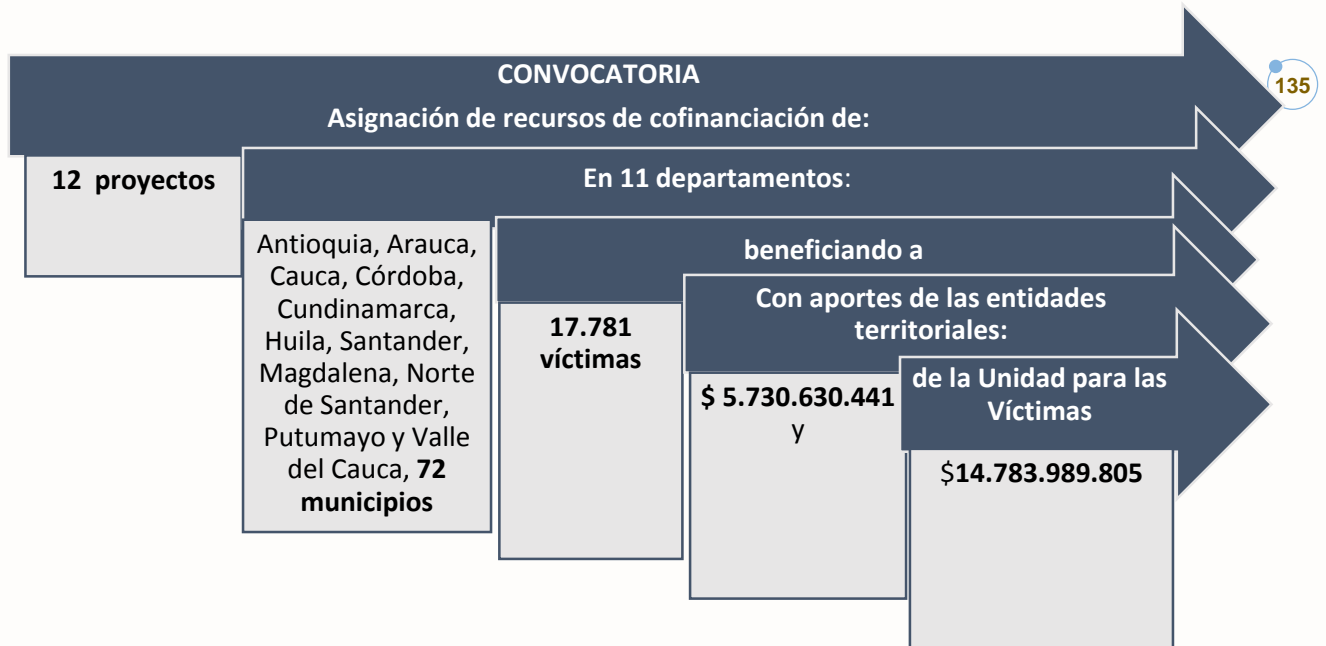 CONVOCATORIA
135
Asignación de recursos de cofinanciación de:
12 proyectos
En 11 departamentos:
Antioquia, Arauca,
Cauca, Córdoba,
Cundinamarca,
Huila, Santander,
Magdalena, Norte
de Santander,
Putumayo y Valle
del Cauca, 72
municipios
beneficiando a
17.781
víctimas
Con aportes de las entidades
territoriales:
$ 5.730.630.441
y
de la Unidad para las
Víctimas
$14.783.989.805